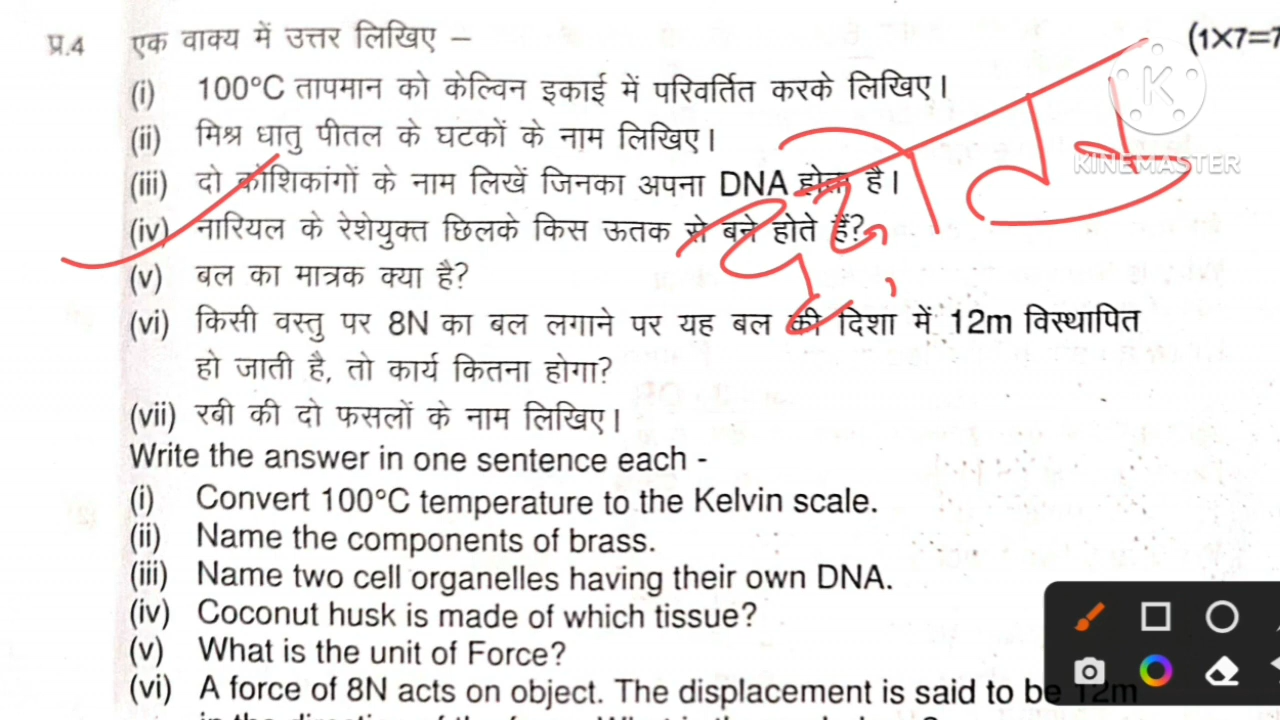 प्र.4 एक वाक्य में उत्तर लिखिए – (1×7=7
(i) 100°C तापमान को केल्विन इकाई में परिवर्तित करके लिखिए।
(ii) मिश्र धातु पीतल के घटकों के नाम लिखिए।
(iii) दो कोशिकांगों के नाम लिखें जिनका अपना DNA होता है।
(iv) नारियल के रेशेयुक्त छिलके किस ऊतक से बने होते हैं?
(v) बल का मात्रक क्या है?
(vi) किसी वस्तु पर 8N का बल लगाने पर यह बल की दिशा में 12m विस्थापित
हो जाती है, तो कार्य कितना होगा?
(vii) रबी की दो फसलों के नाम लिखिए।
Write the answer in one sentence each -
(i) Convert 100°C temperature to the Kelvin scale.
(ii) Name the components of brass.
(iii) Name two cell organelles having their own DNA.
(iv) Coconut husk is made of which tissue?
(v) What is the unit of Force?
(vi) A force of 8N acts on object. The displacement is said to be 12m
K
KINEMASTER